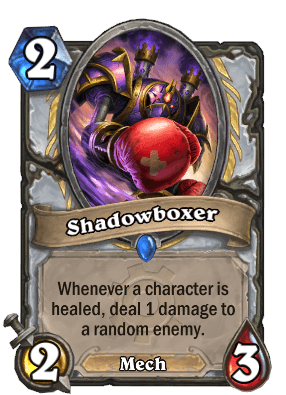 2
Shadowboxer
Whenever a character is
healed, deal 1 damage to
a random enemy.
2 Mech 3